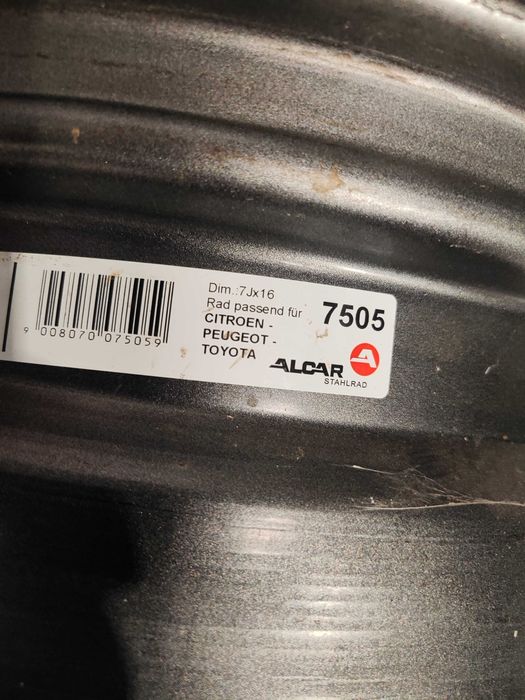 Dim.:7Jx16
Rad passend für
CITROEN -
PEUGEOT -
TOYOTA
7505
ALCAR
STAHLRAD
9 008070 075059